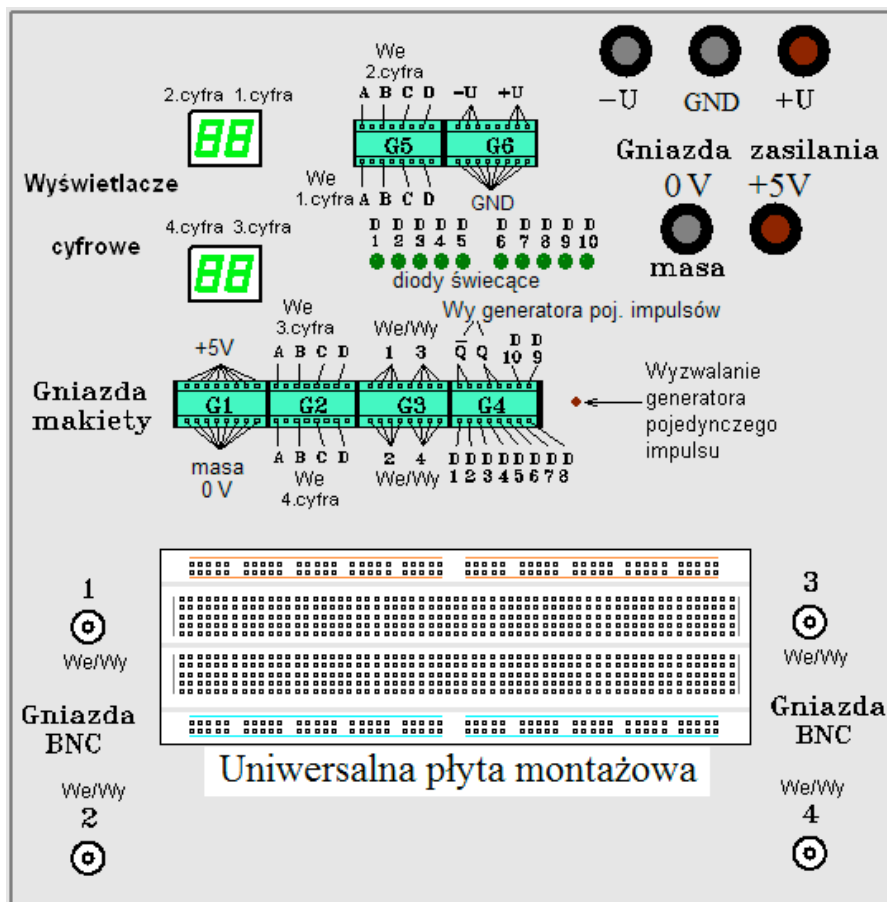 We
2.cyfra
2.cyfra 1.cyfra
A B C D -U +U
-U GND +U
88
G5 G6
Gniazda zasilania
Wyświetlacze
We
1.cyfra A B C D
GND
0 V +5V
4.cyfra 3.cyfra
cyfrowe
D D D D D D D D D D
1 2 3 4 5 6 7 8 9 10
masa
88
diody świecące
We
3.cyfra
Wy generatora poj. impulsów
We/Wy
+5V
A B C D
1 3
Q Q
D D
10 9
Gniazda
makiety
G1 G2 G3 G4
Wyzwalanie
generatora
pojedynczego
impulsu
masa
0 V
A B C D
We
4.cyfra
2 4
We/Wy
D D D D D D D D
1 2 3 4 5 6 7 8
1
We/Wy
3
We/Wy
Gniazda
BNC
Gniazda
BNC
Uniwersalna płyta montażowa
We/Wy
2
We/Wy
4